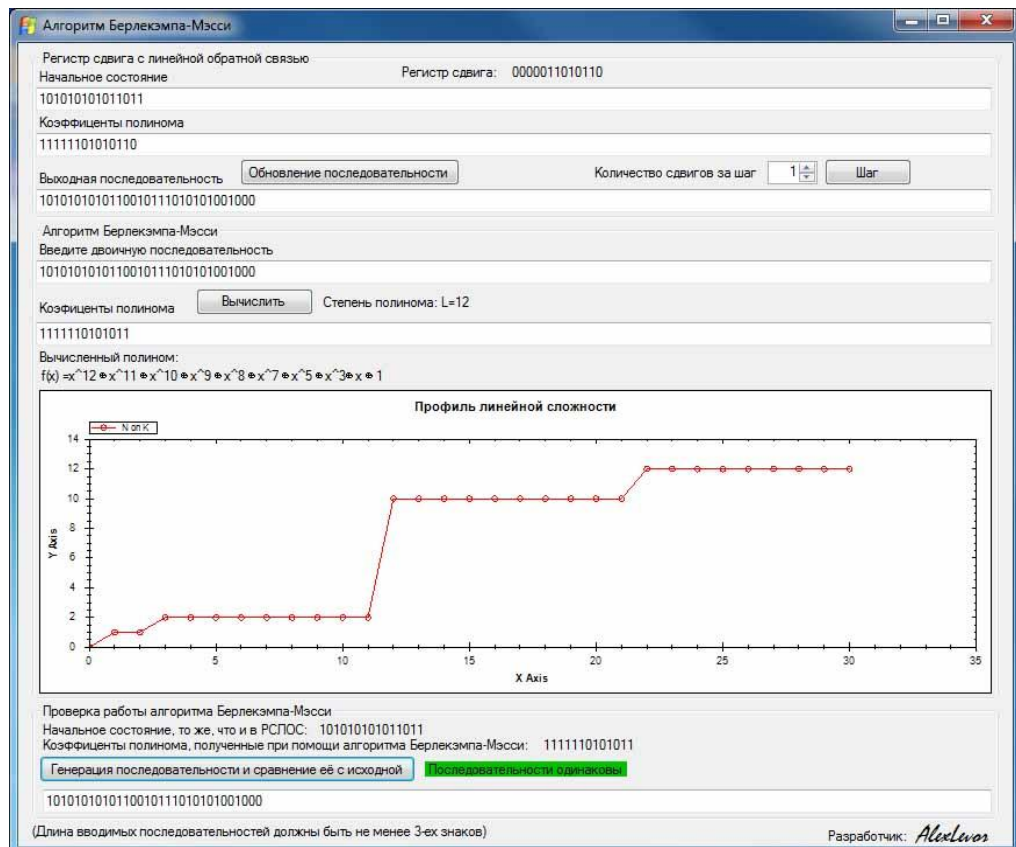 Алгоритм Берлекэмпа-Мэсси
Регистр сдвига с линейной обратной связью
Регистр сдвига: 0000011010110
Начальное состояние
101010101011011
Коэффиценты полинома
11111101010110
Выходная последовательность Обновление последовательности Количество сдвигов за шаг 1 Шаг
101010101011001011101010101001000
Алгоритм Берлекэмпа-Мэсси
Введите двоичную последовательность
101010101011001011101010101001000
Коэфиценты полинома Вычислить Степень полинома: L=12
1111110101011
Вычисленный полином:
f(x) =x^12⊕x^11⊕x^10⊕x^9⊕x^8⊕x^7⊕x^5⊕x^3⊕x⊕1
Профиль линейной сложности
N от K
14
12
10
8
6
4
2
0
Y Axis
0 5 10 15 20 25 30 35
X Axis
Проверка работы алгоритма Берлекэмпа-Мэсси
Начальное состояние, то же, что и в РСЛОС: 101010101011011
Коэффиценты полинома, полученные при помощи алгоритма Берлекэмпа-Мэсси: 1111110101011
Генерация последовательности и сравнение её с исходной Последовательности одинаковы
101010101011001011101010101001000
(Длина вводимых последовательностей должны быть не менее 3-ех знаков)
Разработчик: AlexLevor